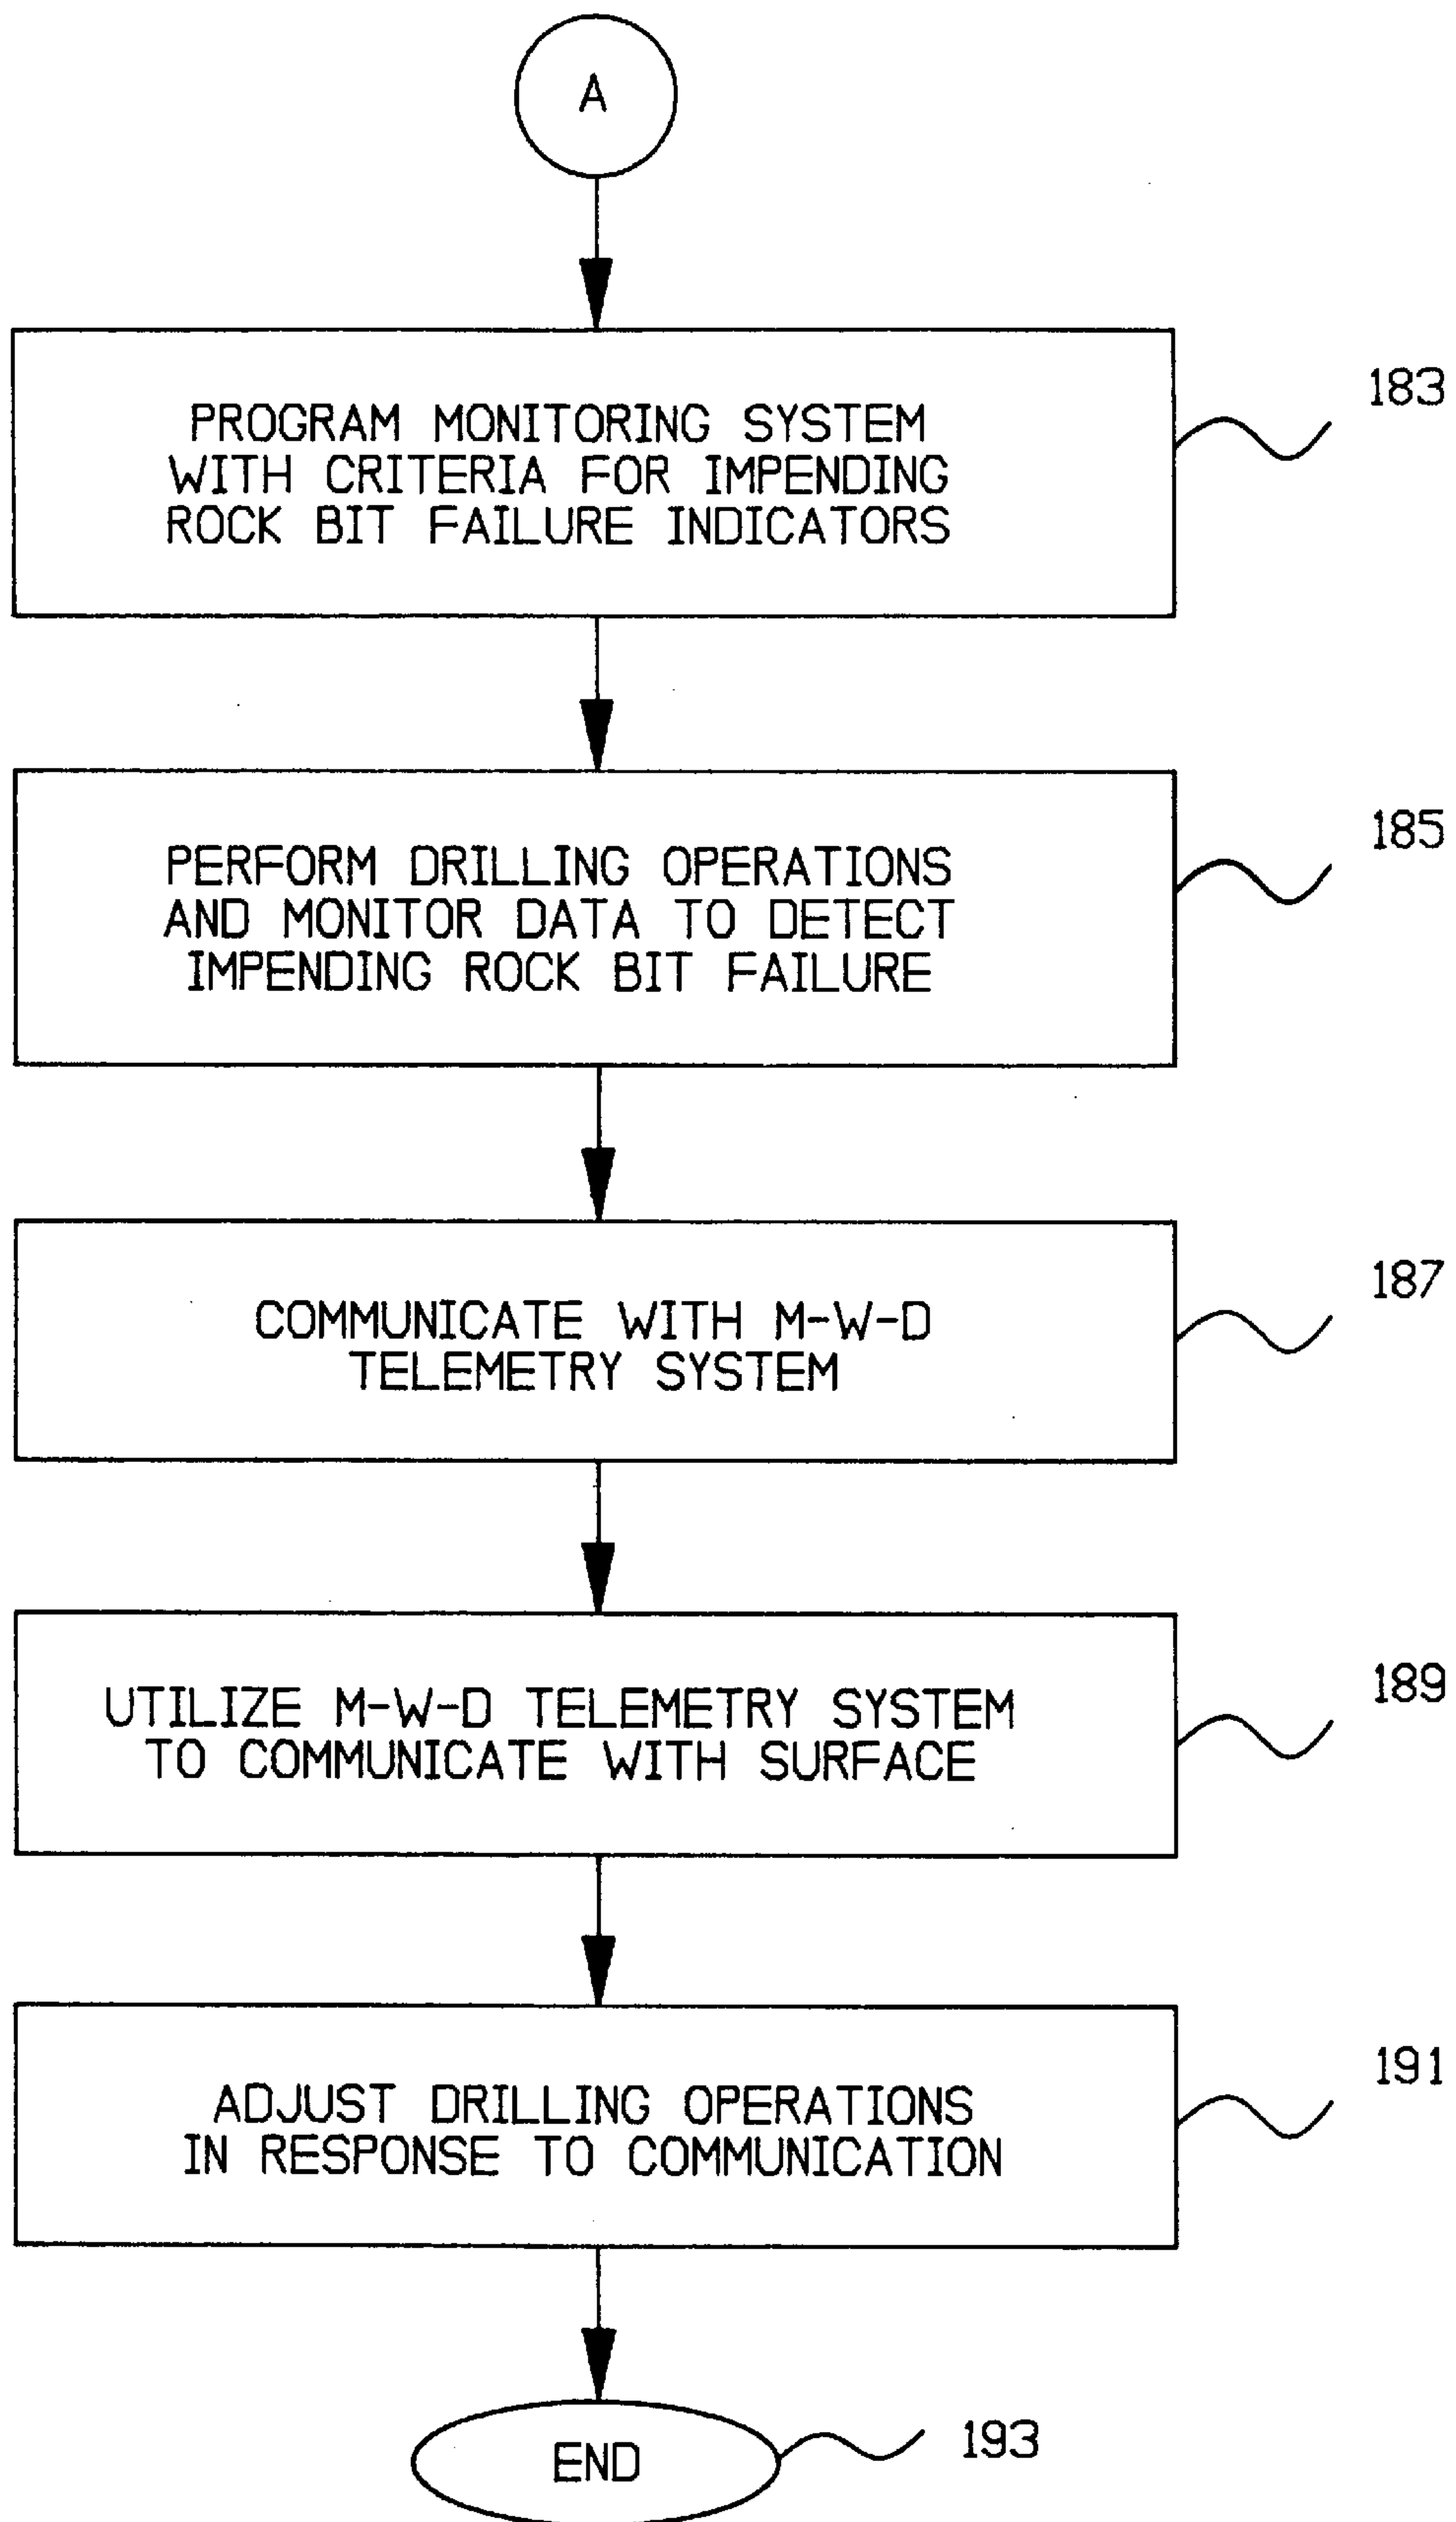 A
PROGRAM MONITORING SYSTEM
WITH CRITERIA FOR IMPENDING
ROCK BIT FAILURE INDICATORS
183
PERFORM DRILLING OPERATIONS
AND MONITOR DATA TO DETECT
IMPENDING ROCK BIT FAILURE
185
COMMUNICATE WITH M-W-D
TELEMETRY SYSTEM
187
UTILIZE M-W-D TELEMETRY SYSTEM
TO COMMUNICATE WITH SURFACE
189
ADJUST DRILLING OPERATIONS
IN RESPONSE TO COMMUNICATION
191
END
193